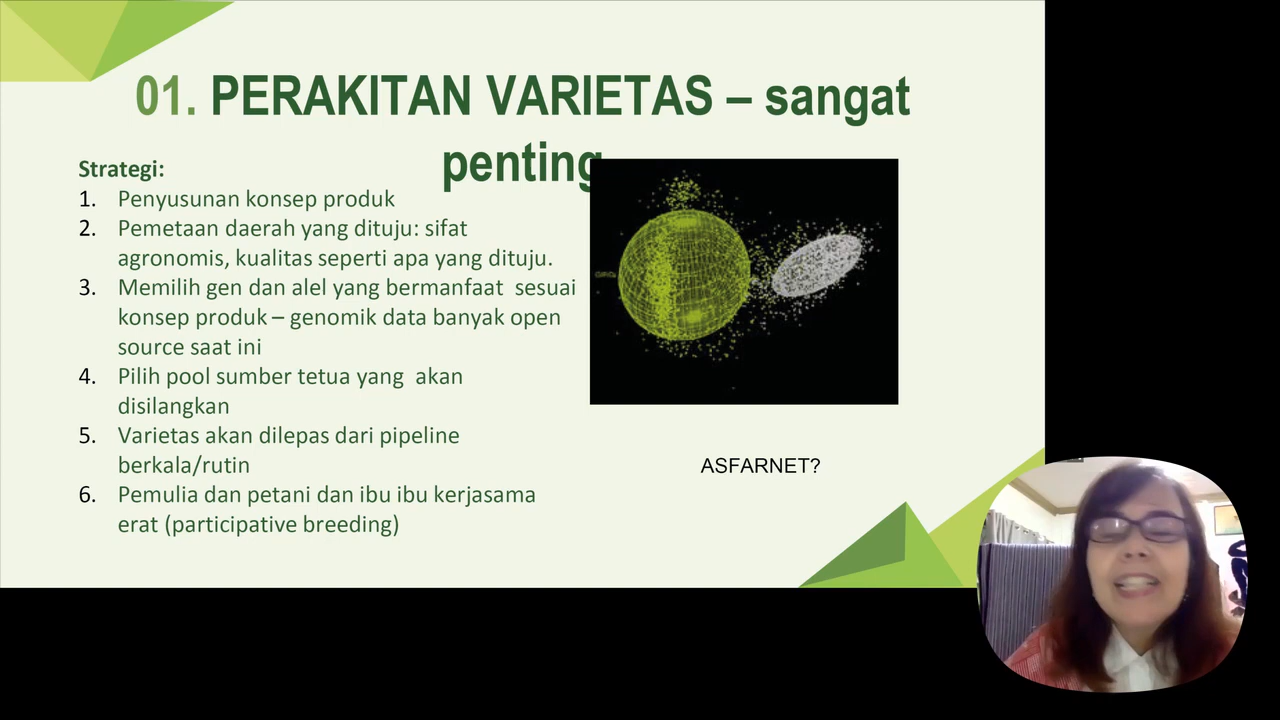 01. PERAKITAN VARIETAS – sangat
penting
Strategi:
1. Penyusunan konsep produk
2. Pemetaan daerah yang dituju: sifat
agronomis, kualitas seperti apa yang dituju.
3. Memilih gen dan alel yang bermanfaat sesuai
konsep produk – genomik data banyak open
source saat ini
4. Pilih pool sumber tetua yang akan
disilangkan
5. Varietas akan dilepas dari pipeline
berkala/rutin
6. Pemulia dan petani dan ibu ibu kerjasama
erat (participative breeding)
ASFARNET?